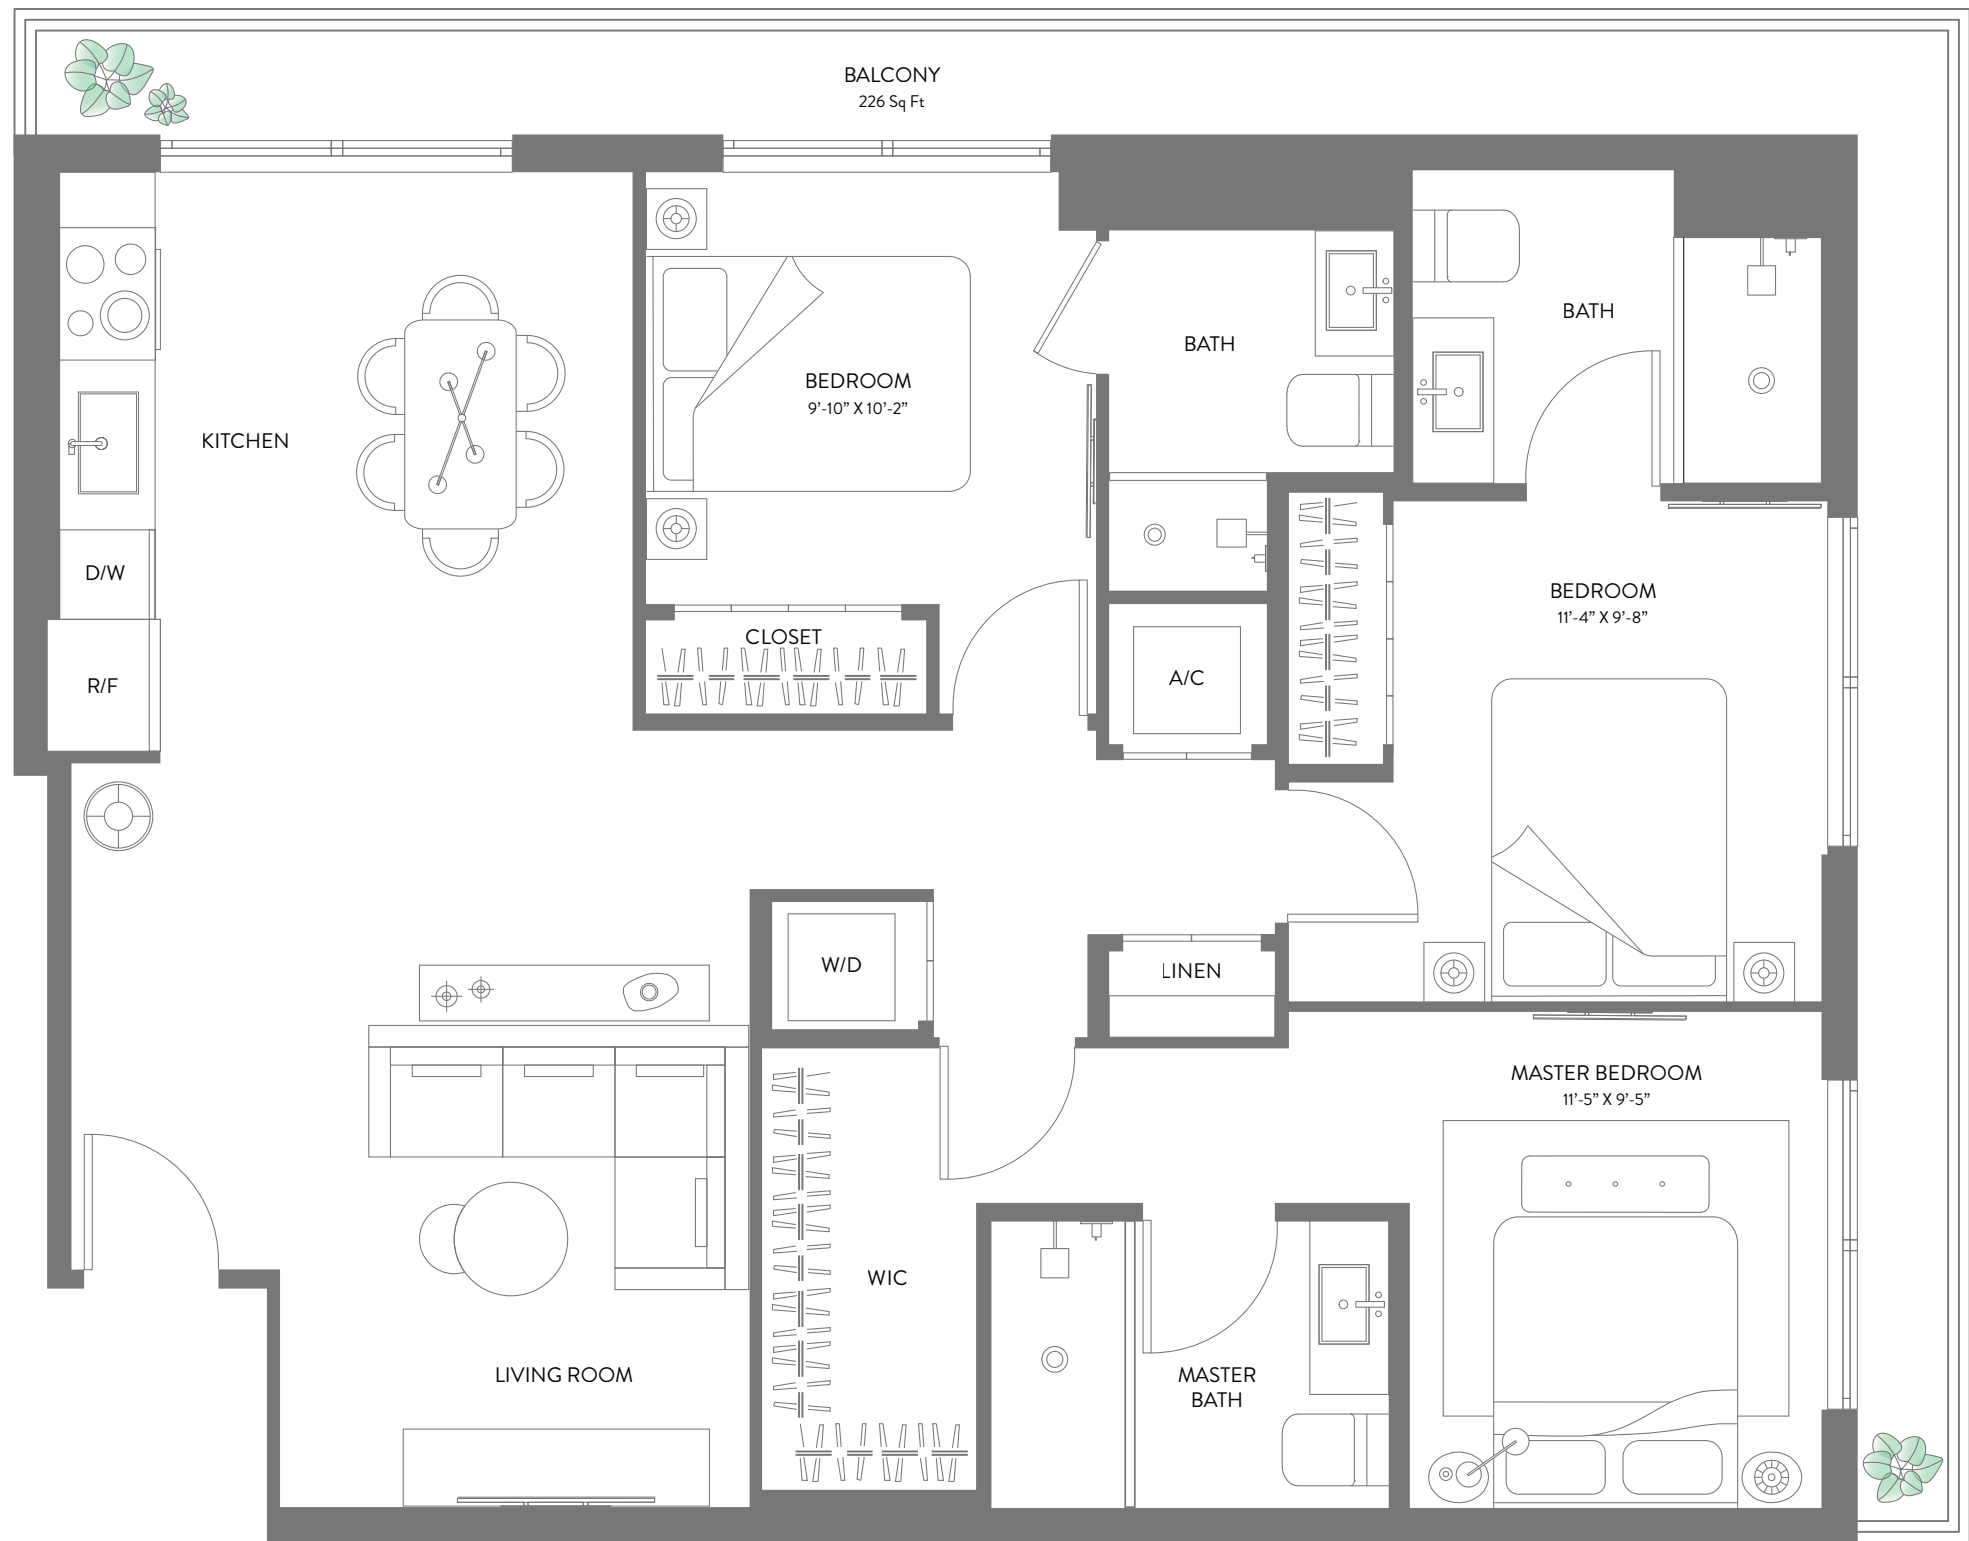 BALCONY
226 Sq Ft
BATH
BATH
BEDROOM
9'-10” X 10'-2”
KITCHEN
D/W
BEDROOM
11'-4” X 9'-8”
CLOSET
A/C
R/F
W/D
LINEN
MASTER BEDROOM
11'-5” X 9'-5”
WIC
LIVING ROOM
MASTER
BATH